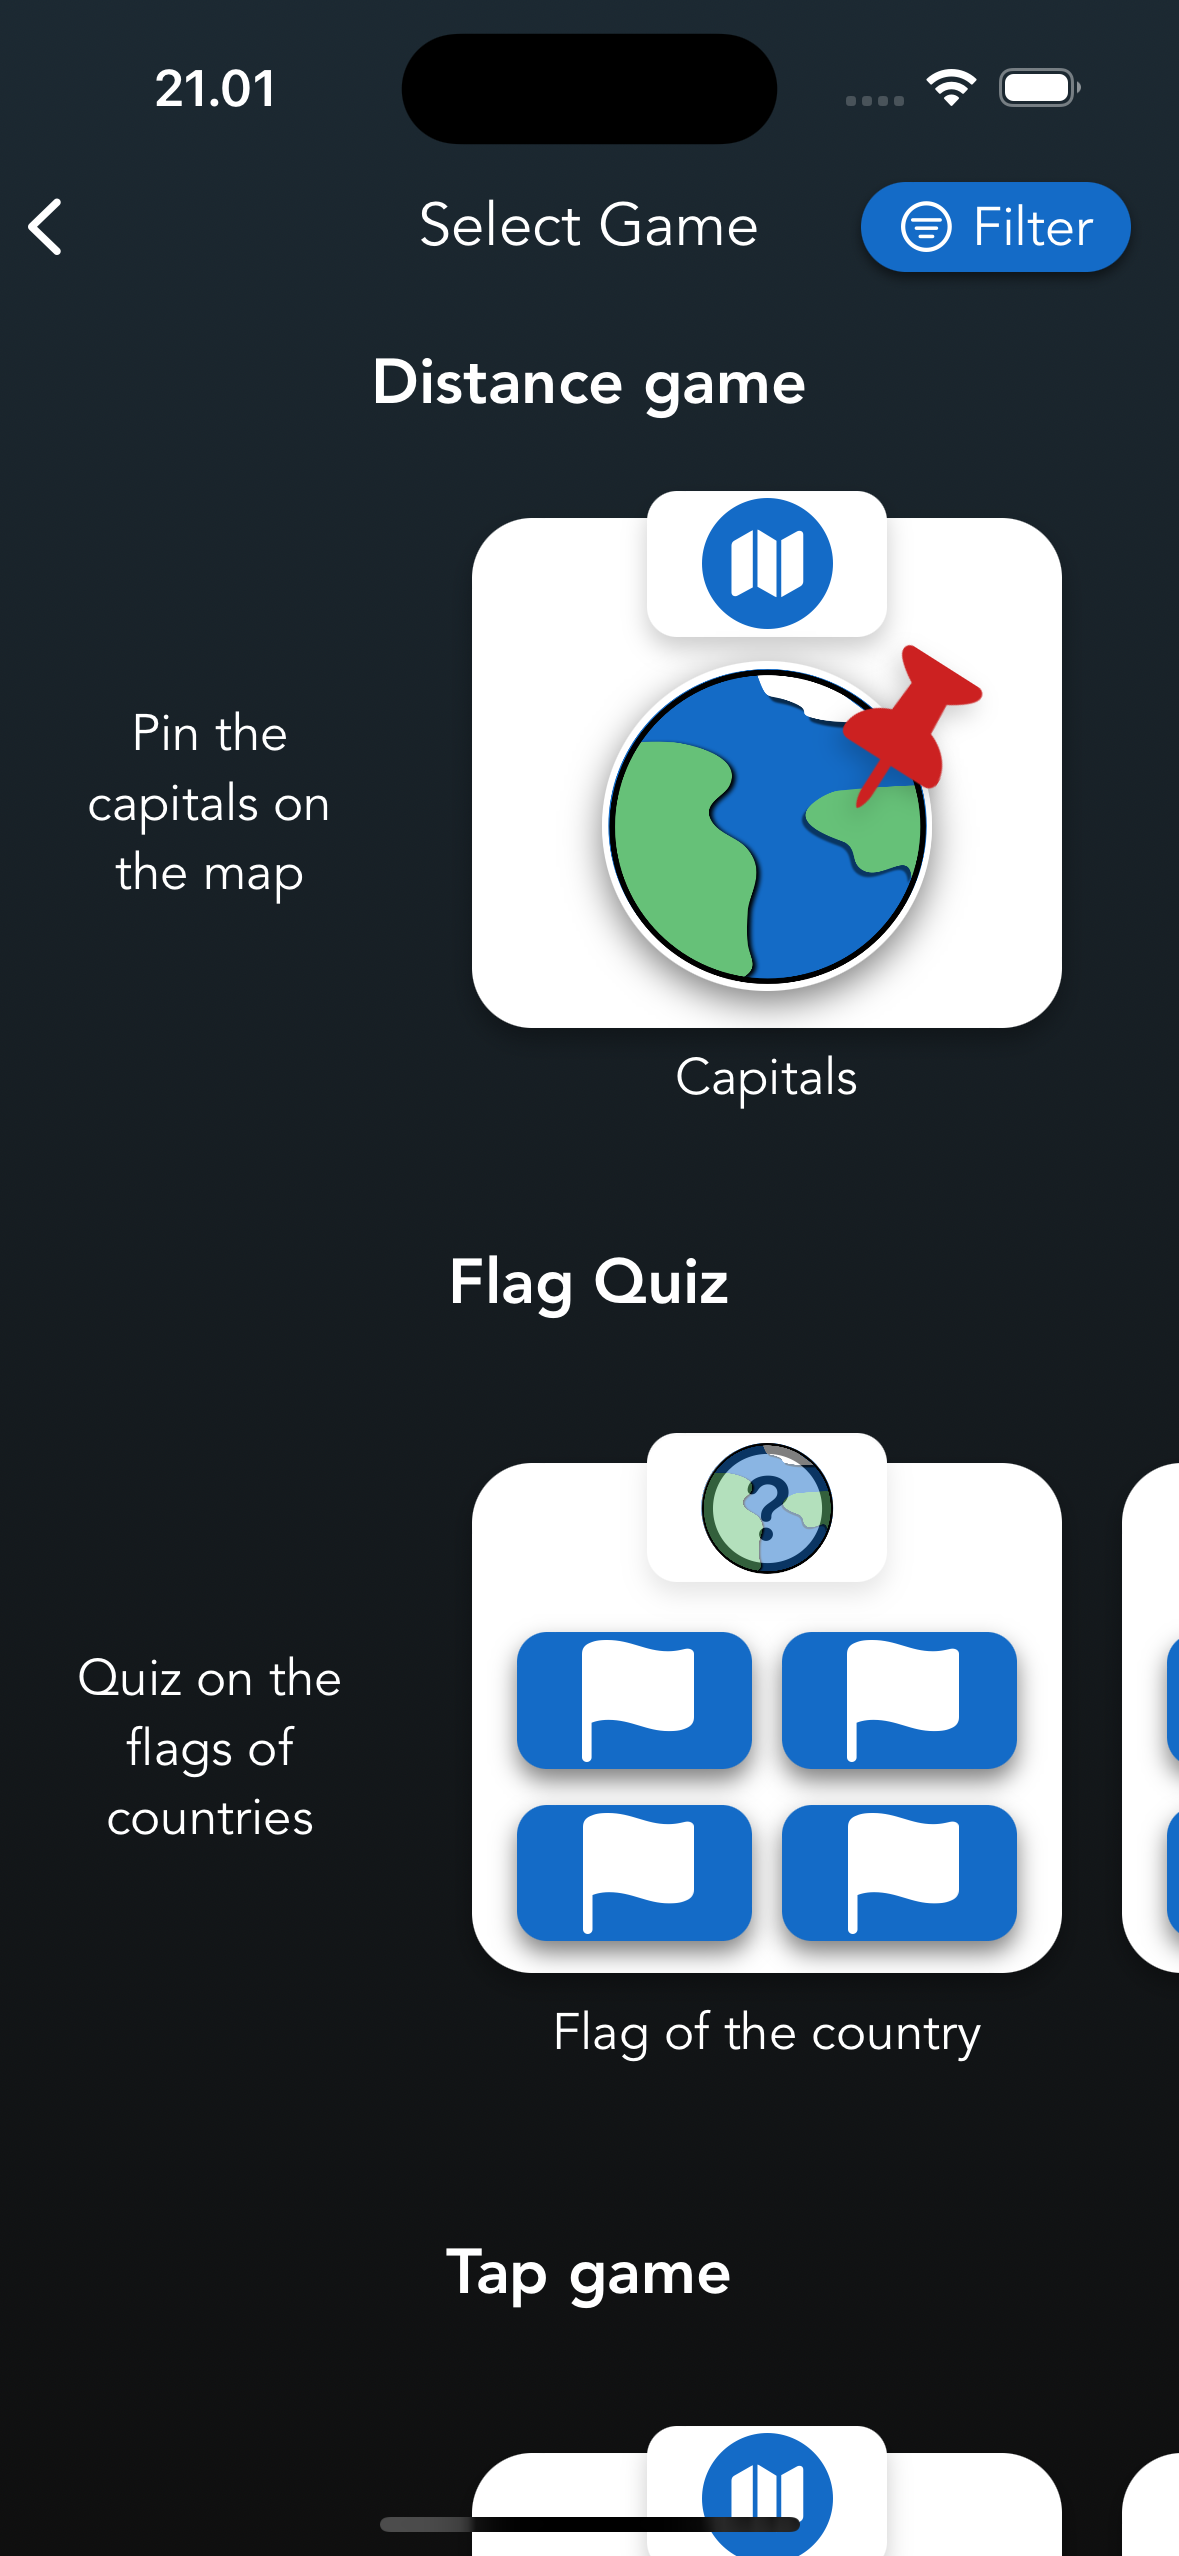 21.01
Select Game
Filter
Distance game
Pin the
capitals on
the map
Capitals
Flag Quiz
?
Quiz on the
flags of
countries
Flag of the country
Tap game